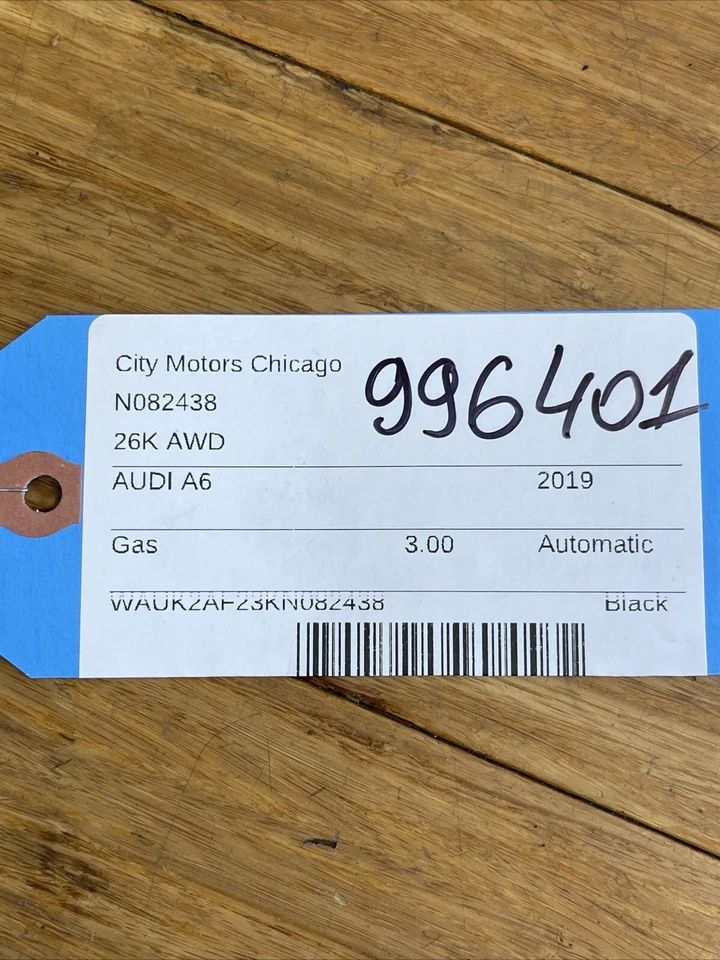 City Motors Chicago
996401
N082438
26K AWD
AUDI A6 2019
Gas 3.00 Automatic
WAUK2AF23KN082438 Black